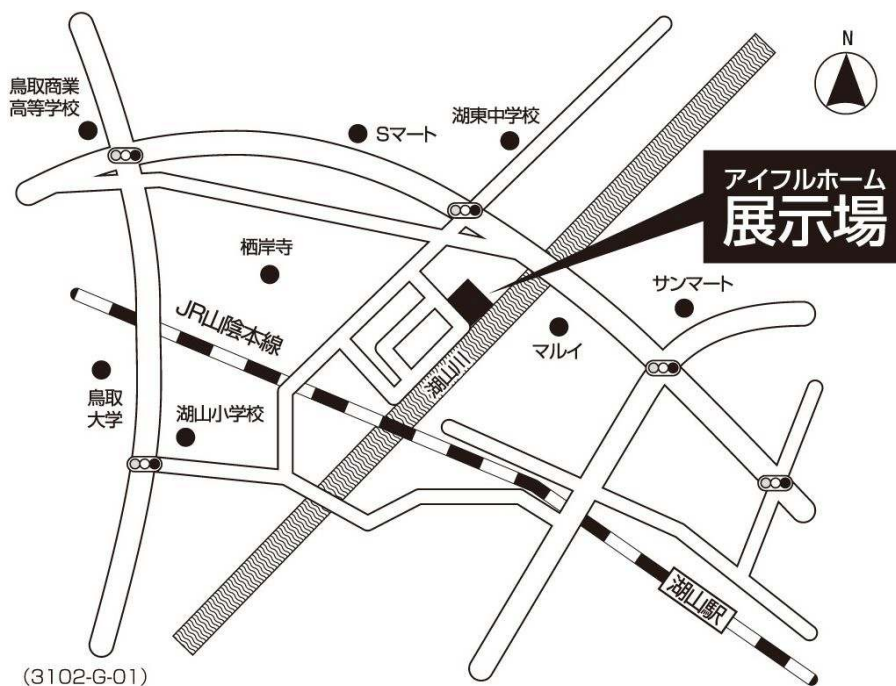 N
鳥取商業
高等学校
Sマート
湖東中学校
アイフルホーム
展示場
栖岸寺
サンマート
JR山陰本線
マルイ
湖山川
鳥取
大学
湖山小学校
湖山駅
(3102-G-01)